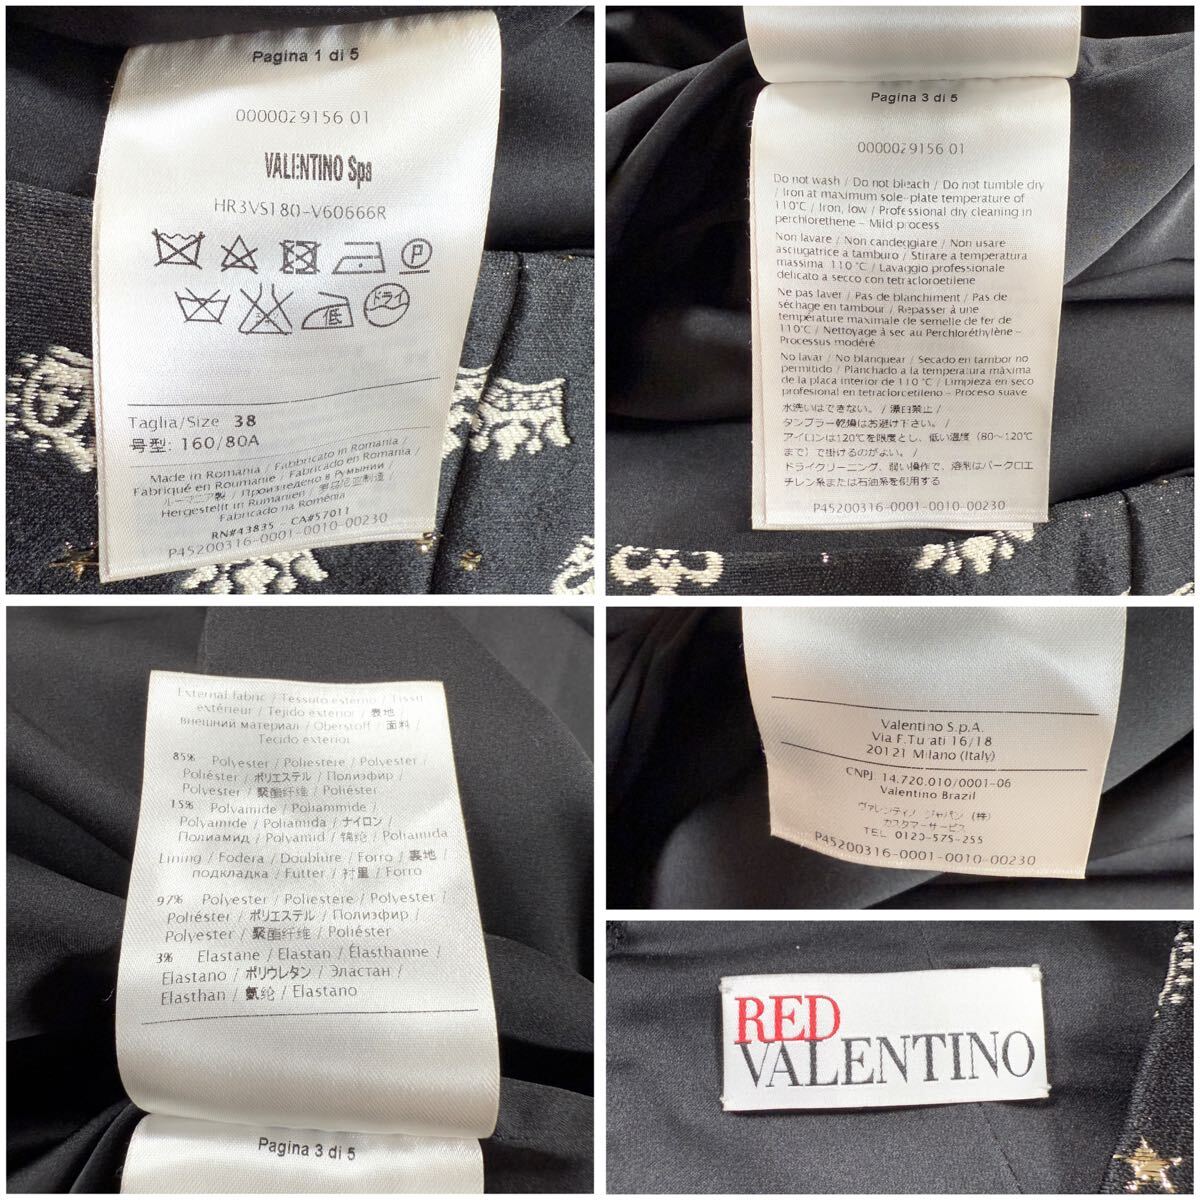 Pagina 1 di 5
0000029156 01
VALENTINO Spa
HR3VS180-V60666R
P
低
ドライ
Taglia/Size 38
号型: 160/80A
Made in Romania / Fabbricato in Romania /
Fabriqué en Roumanie / Fabricado en Romania /
ルーマニア製 / Произведено в Румынии /
Hergestellt in Rumanien / 罗马尼亚制造 /
Fabricado na Roménia
RN#43835 - CA#57011
P45200316-0001-0010-00230
Pagina 3 di 5
0000029156 01
Do not wash / Do not bleach / Do not tumble dry
/ Iron at maximum sole-plate temperature of
110°C / Iron, low / Professional dry cleaning in
perchlorethene - Mild process
Non lavare / Non candeggiare / Non usare
asciugatrice a tamburo / Stirare a temperatura
massima 110 °C / Lavaggio professionale
delicato a secco con tetracloroetilene
Ne pas laver / Pas de blanchiment / Pas de
séchage en tambour / Repasser à une
température maximale de semelle de fer de
110°C / Nettoyage à sec au Perchloréthylène -
Processus modéré
No lavar / No blanquear / Secado en tambor no
permitido / Planchado a la temperatura màxima
de la placa interior de 110 °C / Limpieza en seco
profesional en tetracloretileno - Proceso suave
水洗いはできない。 / 漂白禁止 /
タンブラー乾燥はお避け下さい。 /
アイロンは120℃を限度とし、低い温度 (80～120℃
まで) で掛けるのがよい。 /
ドライクリーニング、弱い操作で、溶剤はパークロエ
チレン系または石油系を使用する
P45200316-0001-0010-00230
External fabric / Tessuto esterno / Tissu
extérieur / Tejido exterior / 表地 /
внешний материал / Oberstoff / 面料 /
Tecido exterior
85% Polyester / Poliestere / Polyester /
Poliéster / ポリエステル / Полиэфир /
Polyester / 聚酯纤维 / Poliéster
15% Polyamide / Poliammide /
Polyamide / Poliamida / ナイロン /
Полиамид / Polyamid / 锦纶 / Poliamida
Lining / Fodera / Doublure / Forro / 裏地 /
подкладка / Futter / 衬里 / Forro
97% Polyester / Poliestere / Polyester /
Poliéster / ポリエステル / Полиэфир /
Polyester / 聚酯纤维 / Poliéster
3% Elastane / Elastan / Élasthanne /
Elastano / ポリウレタン / Эластан /
Elasthan / 氨纶 / Elastano
Pagina 3 di 5
Valentino S.p.A.
Via F.Turati 16/18
20121 Milano (Italy)
CNPJ 14.720.010/0001-06
Valentino Brazil
ヴァレンティノ ジャパン (株)
カスタマーサービス
TEL 0120-575-255
P45200316-0001-0010-00230
RED
VALENTINO